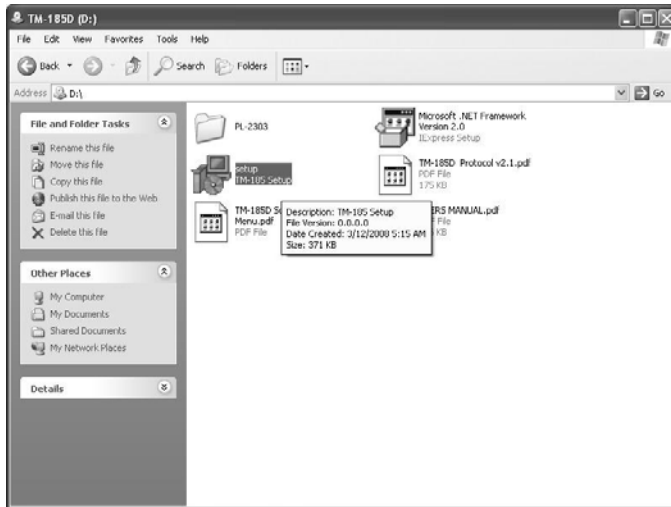 TM-185D (D:)
File Edit View Favorites Tools Help
Back Search Folders
Address D:\ Go
File and Folder Tasks
Rename this file
Move this file
Copy this file
Publish this file to the Web
E-mail this file
Delete this file
Other Places
My Computer
My Documents
Shared Documents
My Network Places
Details
PL-2303
Microsoft .NET Framework
Version 2.0
IExpress Setup
setup
TM-185 Setup
TM-185D Protocol v2.1.pdf
PDF File
175 KB
TM-185D
Menu.pdf
PDF File
MANUAL.pdf
File
KB
Description: TM-185 Setup
File Version: 0.0.0.0
Date Created: 3/12/2008 5:15 AM
Size: 371 KB